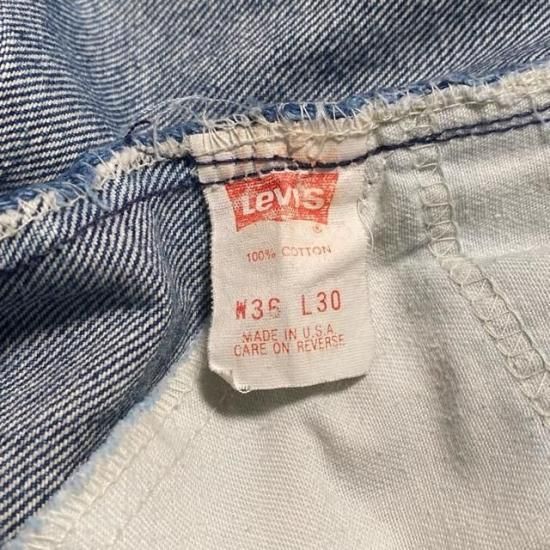 Levi's
®
100% COTTON
W36 L30
MADE IN U.S.A.
CARE ON REVERSE